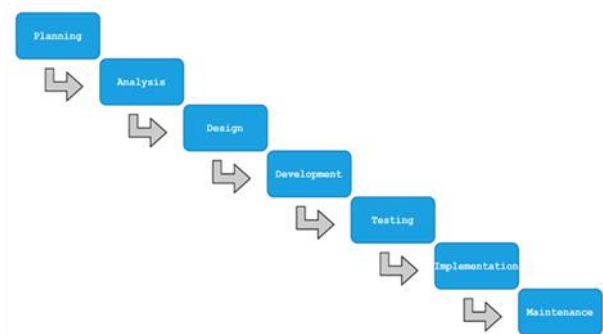 Planning
Analysis
Design
Development
Testing
Implementation
Maintenance